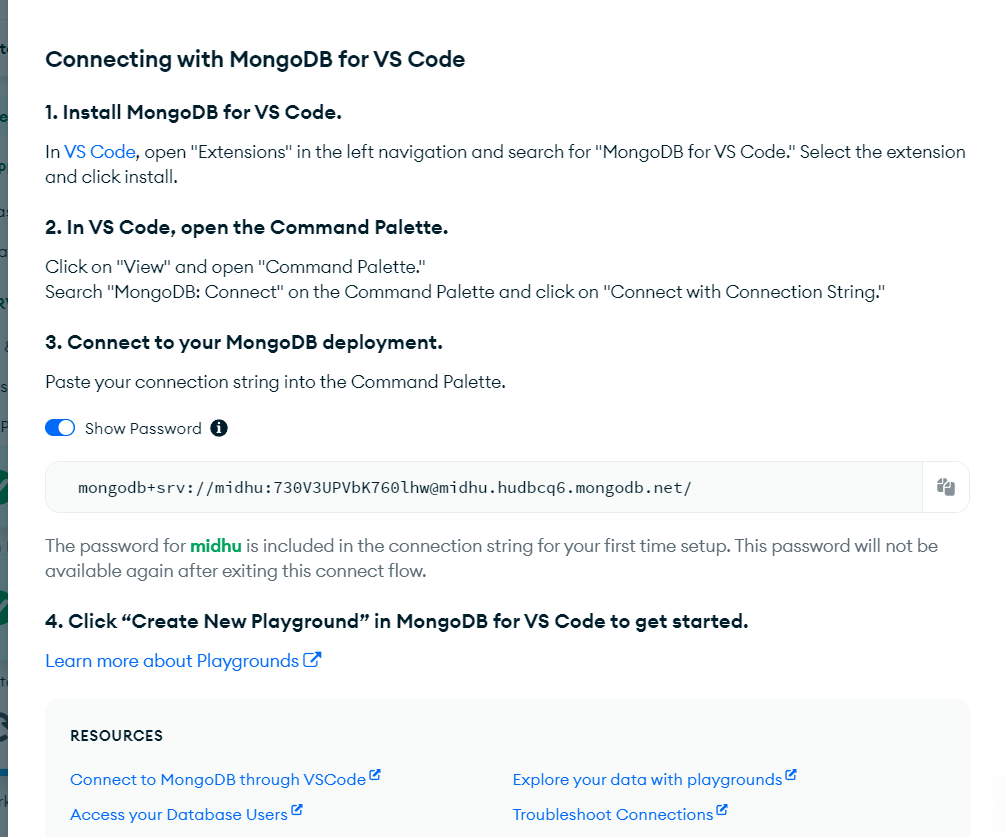 Connecting with MongoDB for VS Code
1. Install MongoDB for VS Code.
In VS Code, open "Extensions" in the left navigation and search for "MongoDB for VS Code." Select the extension
and click install.
2. In VS Code, open the Command Palette.
Click on "View" and open "Command Palette."
Search "MongoDB: Connect" on the Command Palette and click on "Connect with Connection String."
3. Connect to your MongoDB deployment.
Paste your connection string into the Command Palette.
Show Password
mongodb+srv://midhu:730V3UPVbK760lhw@midhu.hudbcq6.mongodb.net/
The password for midhu is included in the connection string for your first time setup. This password will not be
available again after exiting this connect flow.
4. Click “Create New Playground” in MongoDB for VS Code to get started.
Learn more about Playgrounds
RESOURCES
Connect to MongoDB through VSCode
Explore your data with playgrounds
Access your Database Users
Troubleshoot Connections